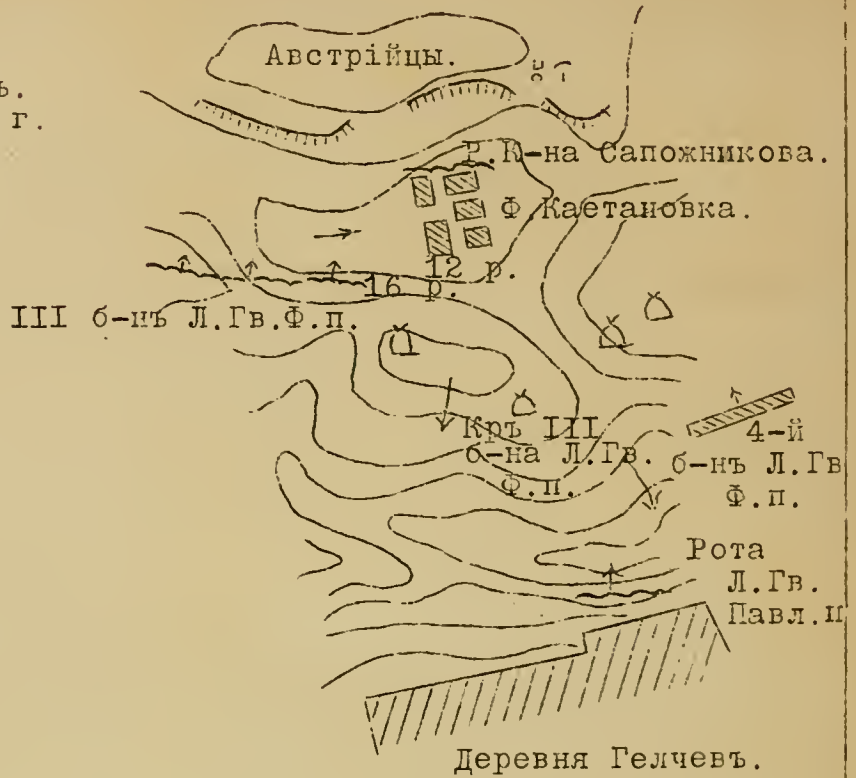 Австрійцы.
ъ.
г.
Р.К-на Сапожникова.
Ф.Каетановка.
12 р.
16 р.
III б-нъ Л.Гв.Ф.п.
Кръ III
б-на Л.Гв.
Ф.п.
4-й
б-нъ Л.Гв
Ф.п.
Рота
Л.Гв.
Павл.п
Деревня Гелчевъ.